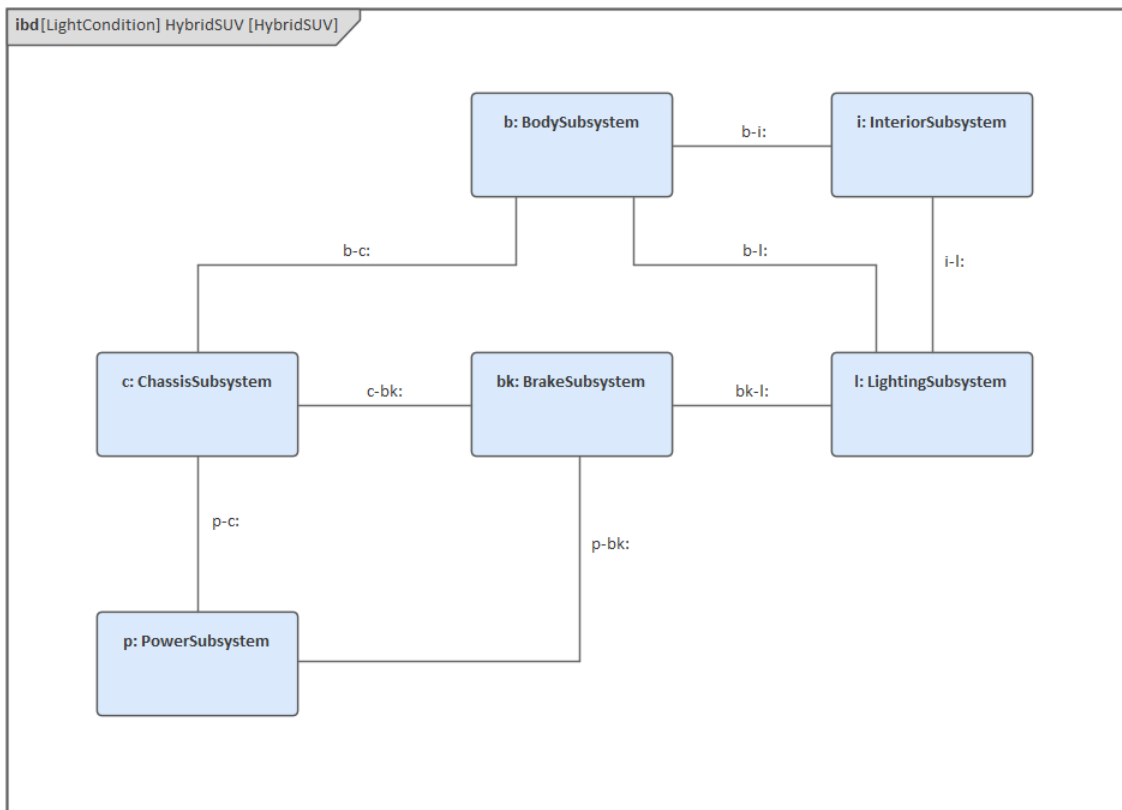 ibd[LightCondition] HybridSUV [HybridSUV]
b: BodySubsystem
i: InteriorSubsystem
b-i:
b-c:
b-l:
i-l:
c: ChassisSubsystem
bk: BrakeSubsystem
l: LightingSubsystem
c-bk:
bk-l:
p-c:
p-bk:
p: PowerSubsystem